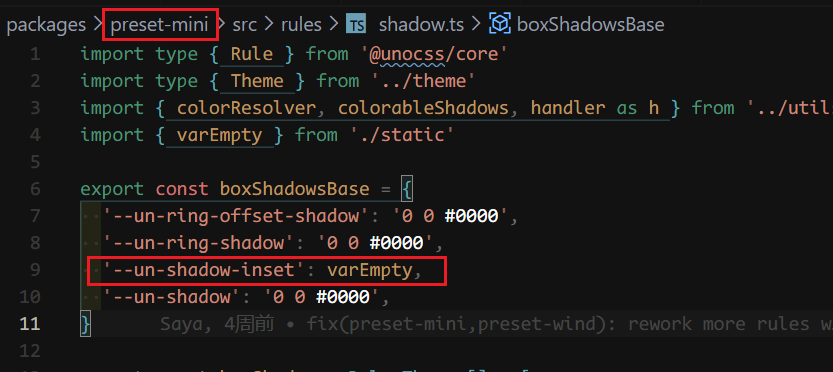 packages > preset-mini > src > rules > TS shadow.ts > boxShadowsBase
1 import type { Rule } from '@unocss/core'
2 import type { Theme } from '../theme'
3 import { colorResolver, colorableShadows, handler as h } from '../util
4 import { varEmpty } from './static'
5
6 export const boxShadowsBase = {
7 '--un-ring-offset-shadow': '0 0 #0000',
8 '--un-ring-shadow': '0 0 #0000',
9 '--un-shadow-inset': varEmpty,
10 '--un-shadow': '0 0 #0000',
11 } Saya, 4周前 • fix(preset-mini,preset-wind): rework more rules w
12